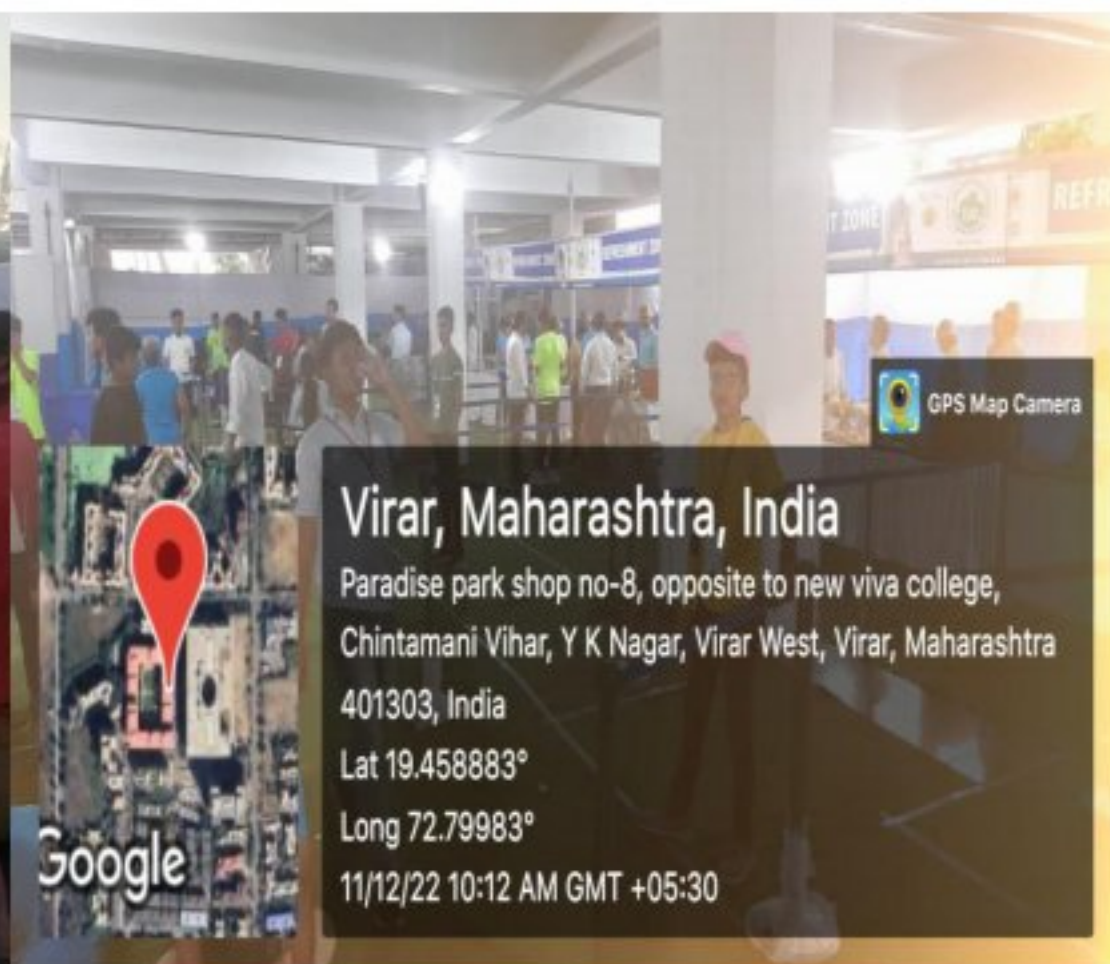 T ZONE
REFR
REFRESHMENT ZO
GPS Map Camera
Virar, Maharashtra, India
Paradise park shop no-8, opposite to new viva college,
Chintamani Vihar, Y K Nagar, Virar West, Virar, Maharashtra
401303, India
Lat 19.458883°
Long 72.79983°
11/12/22 10:12 AM GMT +05:30
Google